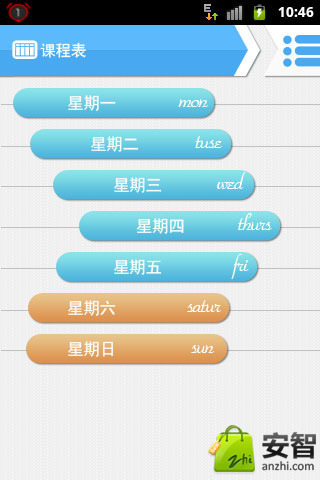 1
E
10:46
课程表
星期一 mon
星期二 tuse
星期三 wed
星期四 thurs
星期五 fri
星期六 satur
星期日 sun
zhi 安智
anzhi.com